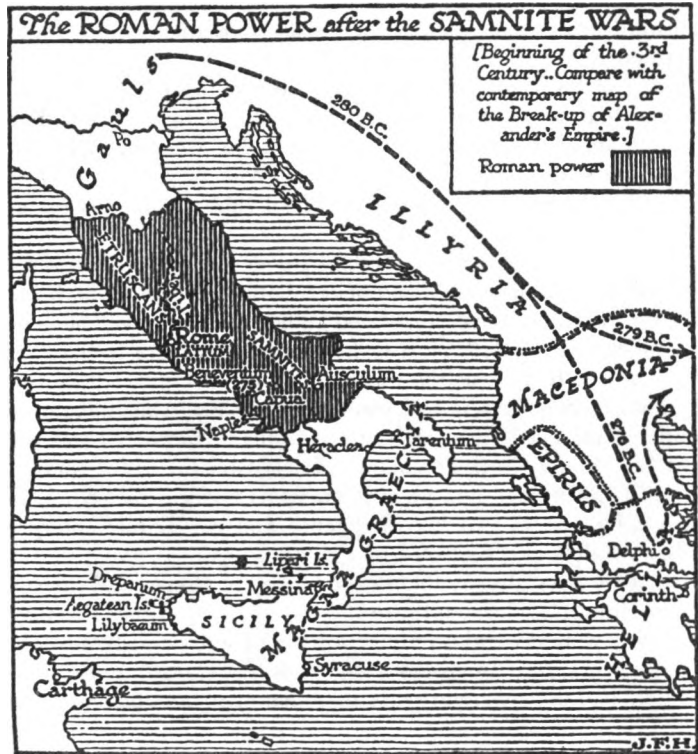 The ROMAN POWER after the SAMNITE WARS
[Beginning of the 3rd
Century.. Compare with
contemporary map of
the Break-up of Alex=
ander's Empire.]
Roman power
Gauls
280 B.C.
Po
ILLYRIA
Arno
ETRUSCANS
279 B.C.
Rome
LATIUM
SAMNITES
Beneventum
(275)
Ausculum
Capua
MACEDONIA
Naples
Heraclea
Tarentum
278 B.C.
EPIRUS
MAGNA GRAECIA
Delphi
Lipari Is.
Messina
Drepanum
Aegatean Is.
Lilybaeum
SICILY
Corinth
Syracuse
Carthage
J.F.H